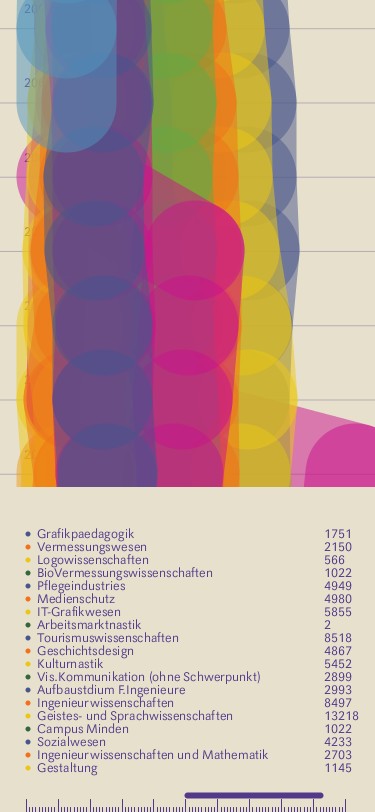 20
20
Grafikpaedagogik 1751
Vermessungswesen 2150
Logowissenschaften 566
BioVermessungswissenschaften 1022
Pflegeindustries 4949
Medienschutz 4980
IT-Grafikwesen 5855
Arbeitsmarktnastik 2
Tourismuswissenschaften 8518
Geschichtsdesign 4867
Kulturnastik 5452
Vis.Kommunikation (ohne Schwerpunkt) 2899
Aufbaustdium F.Ingenieure 2993
Ingenieurwissenschaften 8497
Geistes- und Sprachwissenschaften 13218
Campus Minden 1022
Sozialwesen 4233
Ingenieurwissenschaften und Mathematik 2703
Gestaltung 1145